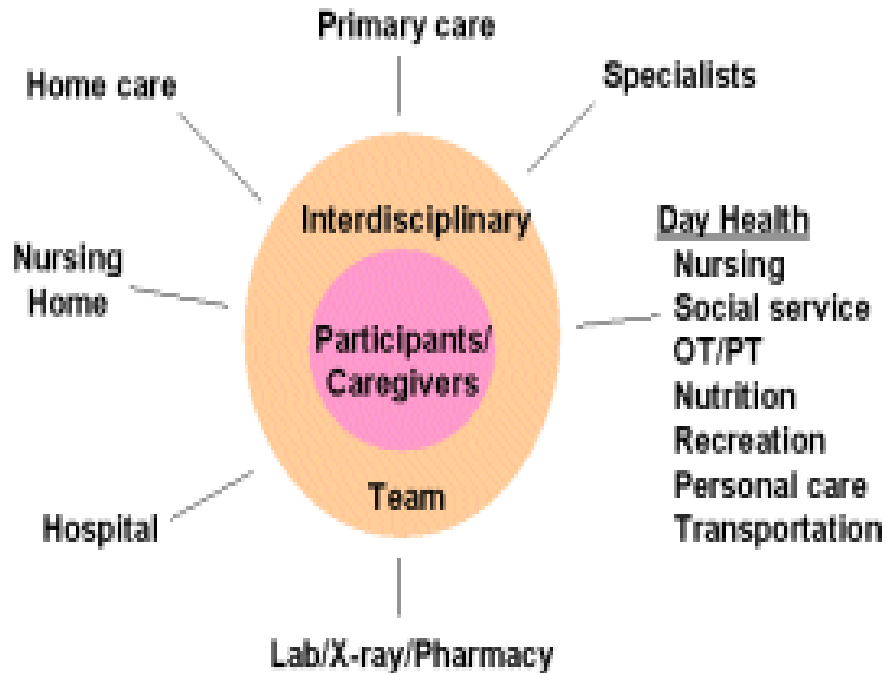 Primary care
Home care
Specialists
Interdisciplinary
Participants/
Caregivers
Team
Nursing
Home
Hospital
Lab/X-ray/Pharmacy
Day Health
Nursing
Social service
OT/PT
Nutrition
Recreation
Personal care
Transportation